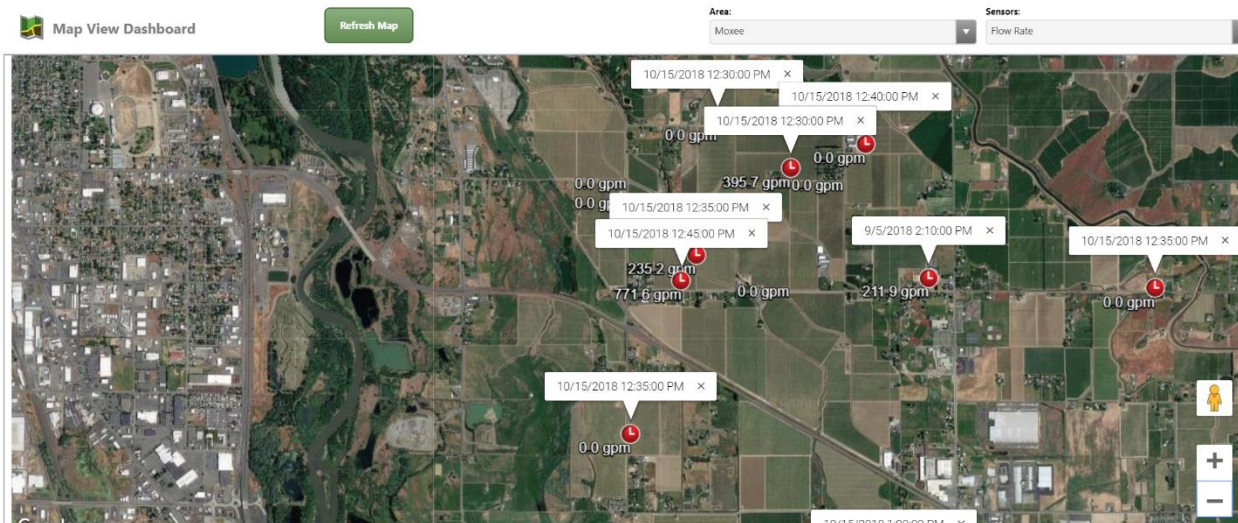 Map View Dashboard
Refresh Map
Area:
Moxee
Sensors:
Flow Rate
10/15/2018 12:30:00 PM ×
10/15/2018 12:40:00 PM ×
10/15/2018 12:30:00 PM ×
0.0 gpm
0.0 gpm
395.7 gpm
0.0 gpm
0.0 gpm
10/15/2018 12:35:00 PM ×
10/15/2018 12:45:00 PM ×
9/5/2018 2:10:00 PM ×
10/15/2018 12:35:00 PM ×
235.2 gpm
771.6 gpm
0.0 gpm
211.9 gpm
0.0 gpm
10/15/2018 12:35:00 PM ×
0.0 gpm